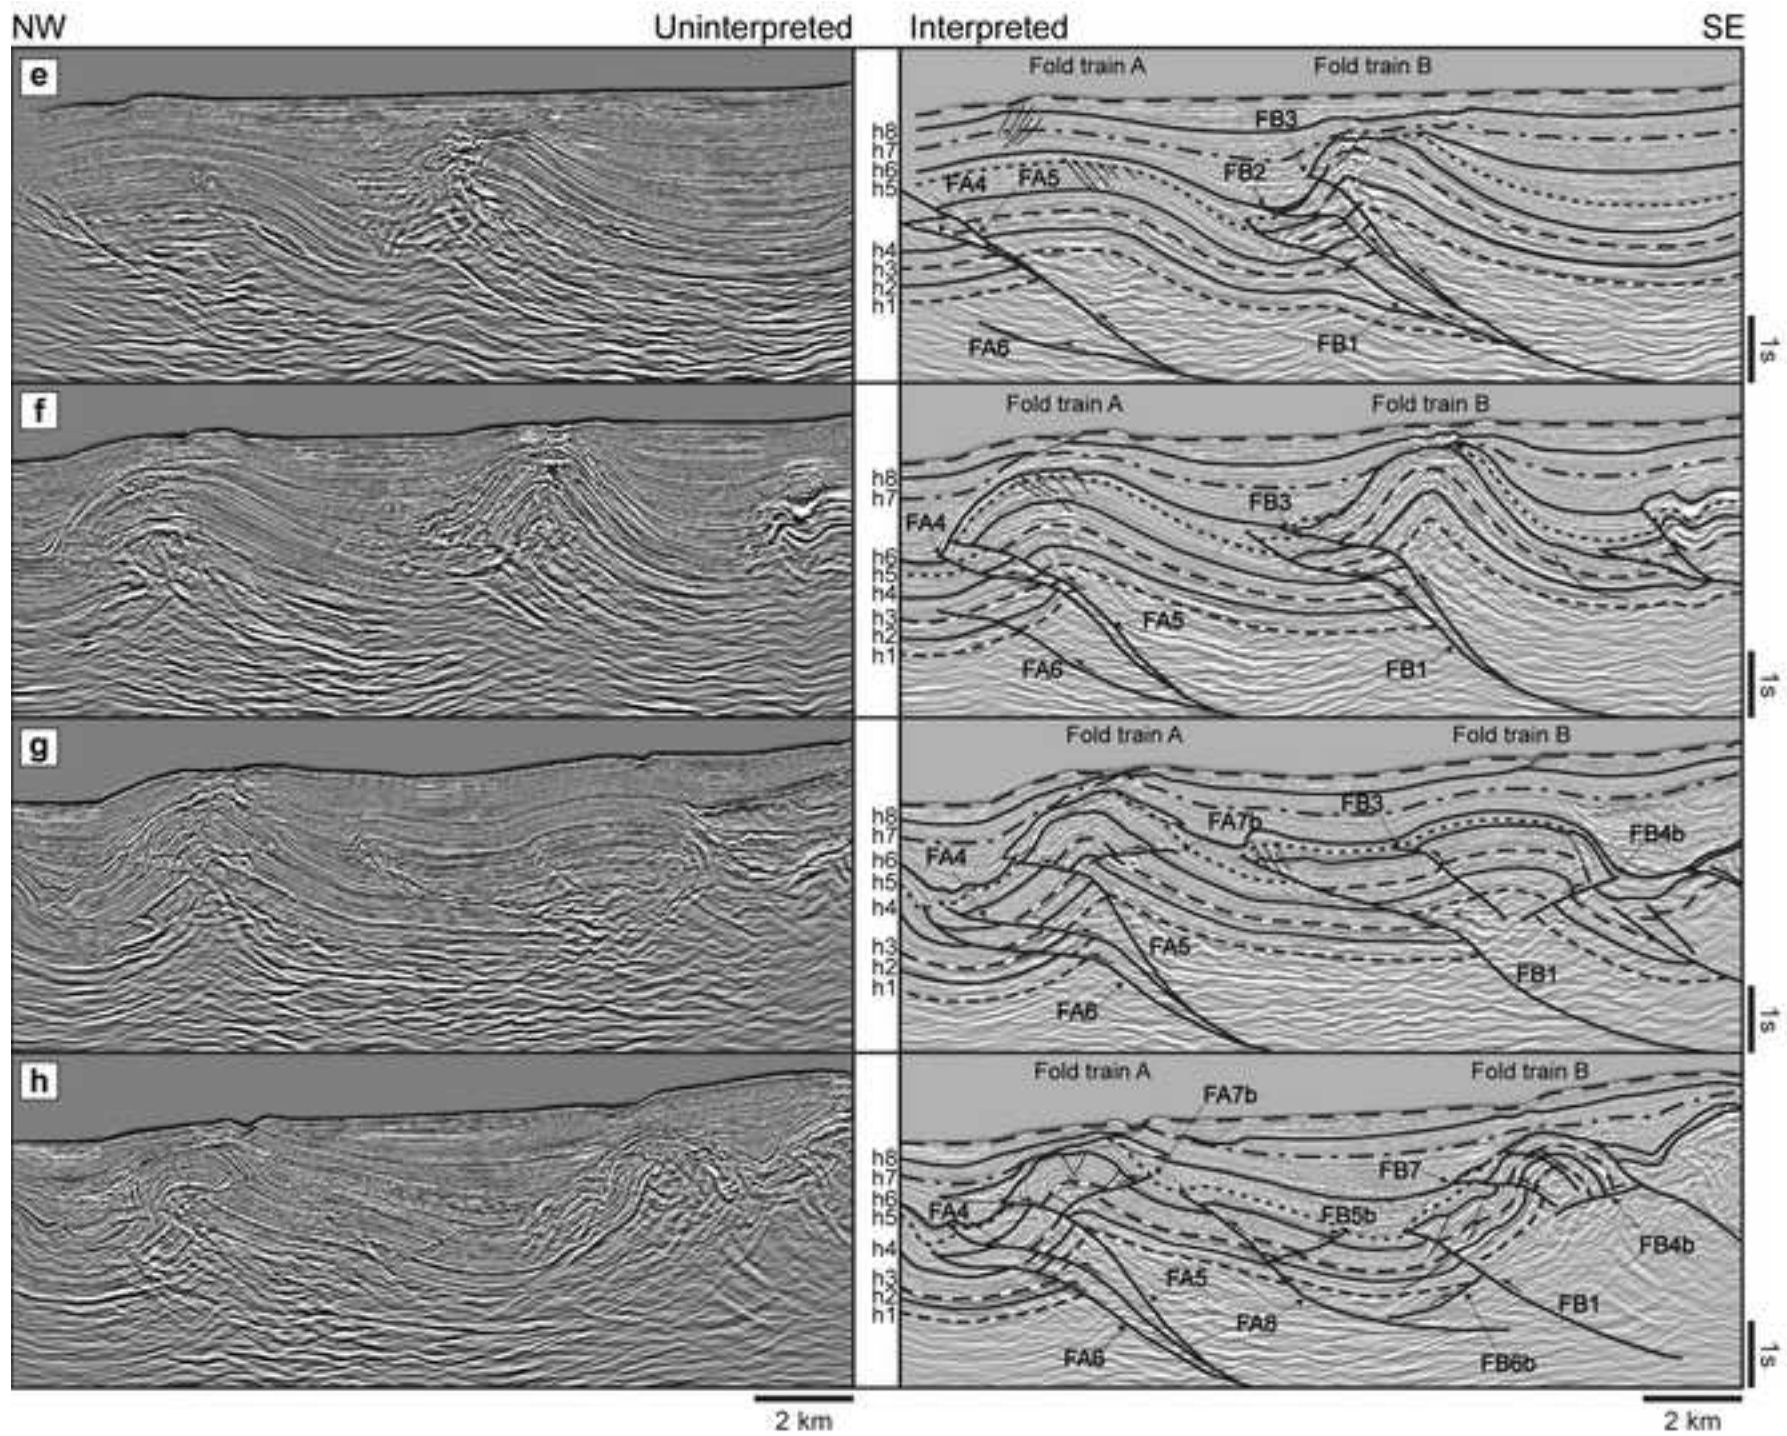 NW Uninterpreted Interpreted SE
e Fold train A Fold train B
FB3
h8
h7
h6
h5
FA4 FA5 FB2
h4
h3
h2
h1
FA6 FB1
1s
f Fold train A Fold train B
h8
h7
FB3
FA4
h6
h5
h4
h3
h2
h1
FA5
FA6 FB1
1s
g Fold train A Fold train B
FB3
h8
h7
FA7b FB4b
FA4
h6
h5
h4
h3
h2
h1
FA5
FB1
FA6
1s
h Fold train A Fold train B
FA7b
h8
h7
h6
h5
FB7
FA4 FB5b
h4
FB4b
h3
h2
h1
FA5
FB1
FA8
FA6 FB6b
1s
2 km 2 km